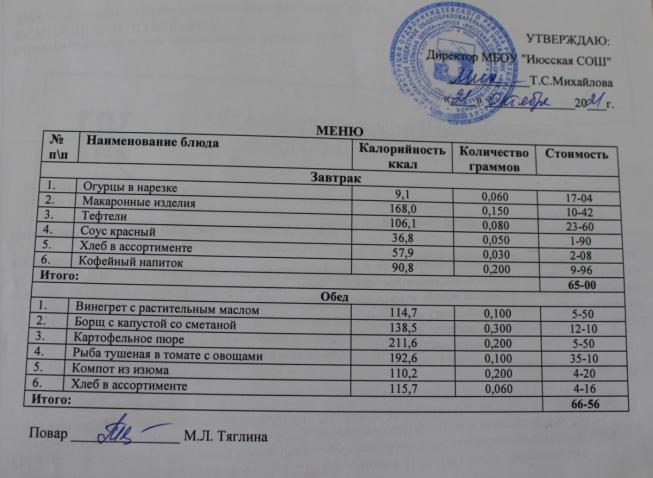 УТВЕРЖДАЮ:
Директор МБОУ "Июсская СОШ"
Т.С.Михайлова
«21» октября 2021 г.
МЕНЮ
№ п\п Наименование блюда Калорийность ккал Количество граммов Стоимость
Завтрак
1. Огурцы в нарезке 9,1 0,060 17-04
2. Макаронные изделия 168,0 0,150 10-42
3. Тефтели 106,1 0,080 23-60
4. Соус красный 36,8 0,050 1-90
5. Хлеб в ассортименте 57,9 0,030 2-08
6. Кофейный напиток 90,8 0,200 9-96
Итого: 65-00
Обед
1. Винегрет с растительным маслом 114,7 0,100 5-50
2. Борщ с капустой со сметаной 138,5 0,300 12-10
3. Картофельное пюре 211,6 0,200 5-50
4. Рыба тушеная в томате с овощами 192,6 0,100 35-10
5. Компот из изюма 110,2 0,200 4-20
6. Хлеб в ассортименте 115,7 0,060 4-16
Итого: 66-56
Повар М.Л. Тяглина